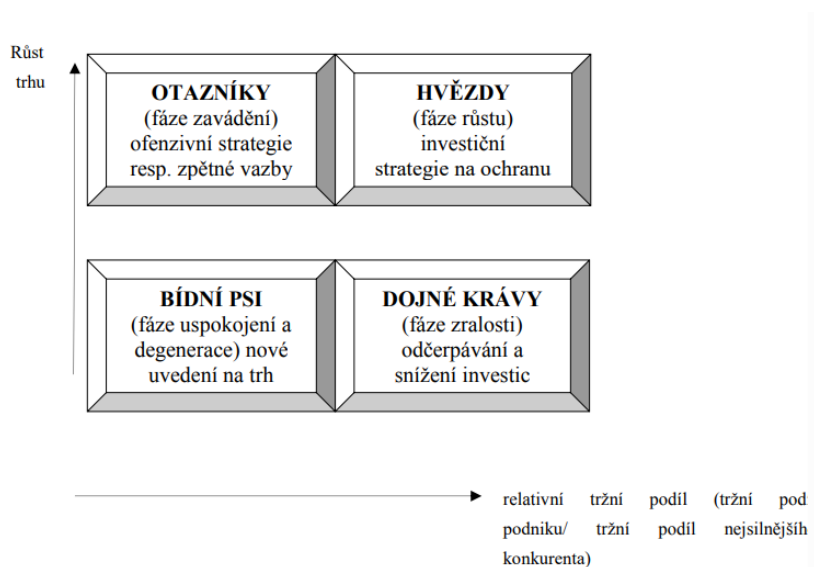 Růst
trhu
OTAZNÍKY
(fáze zavádění)
ofenzivní strategie
resp. zpětné vazby
HVĚZDY
(fáze růstu)
investiční
strategie na ochranu
BÍDNÍ PSI
(fáze uspokojení a
degenerace) nové
uvedení na trh
DOJNÉ KRÁVY
(fáze zralosti)
odčerpávání a
snížení investic
relativní tržní podíl (tržní pod
podniku/ tržní podíl nejsilnějšíh
konkurenta)